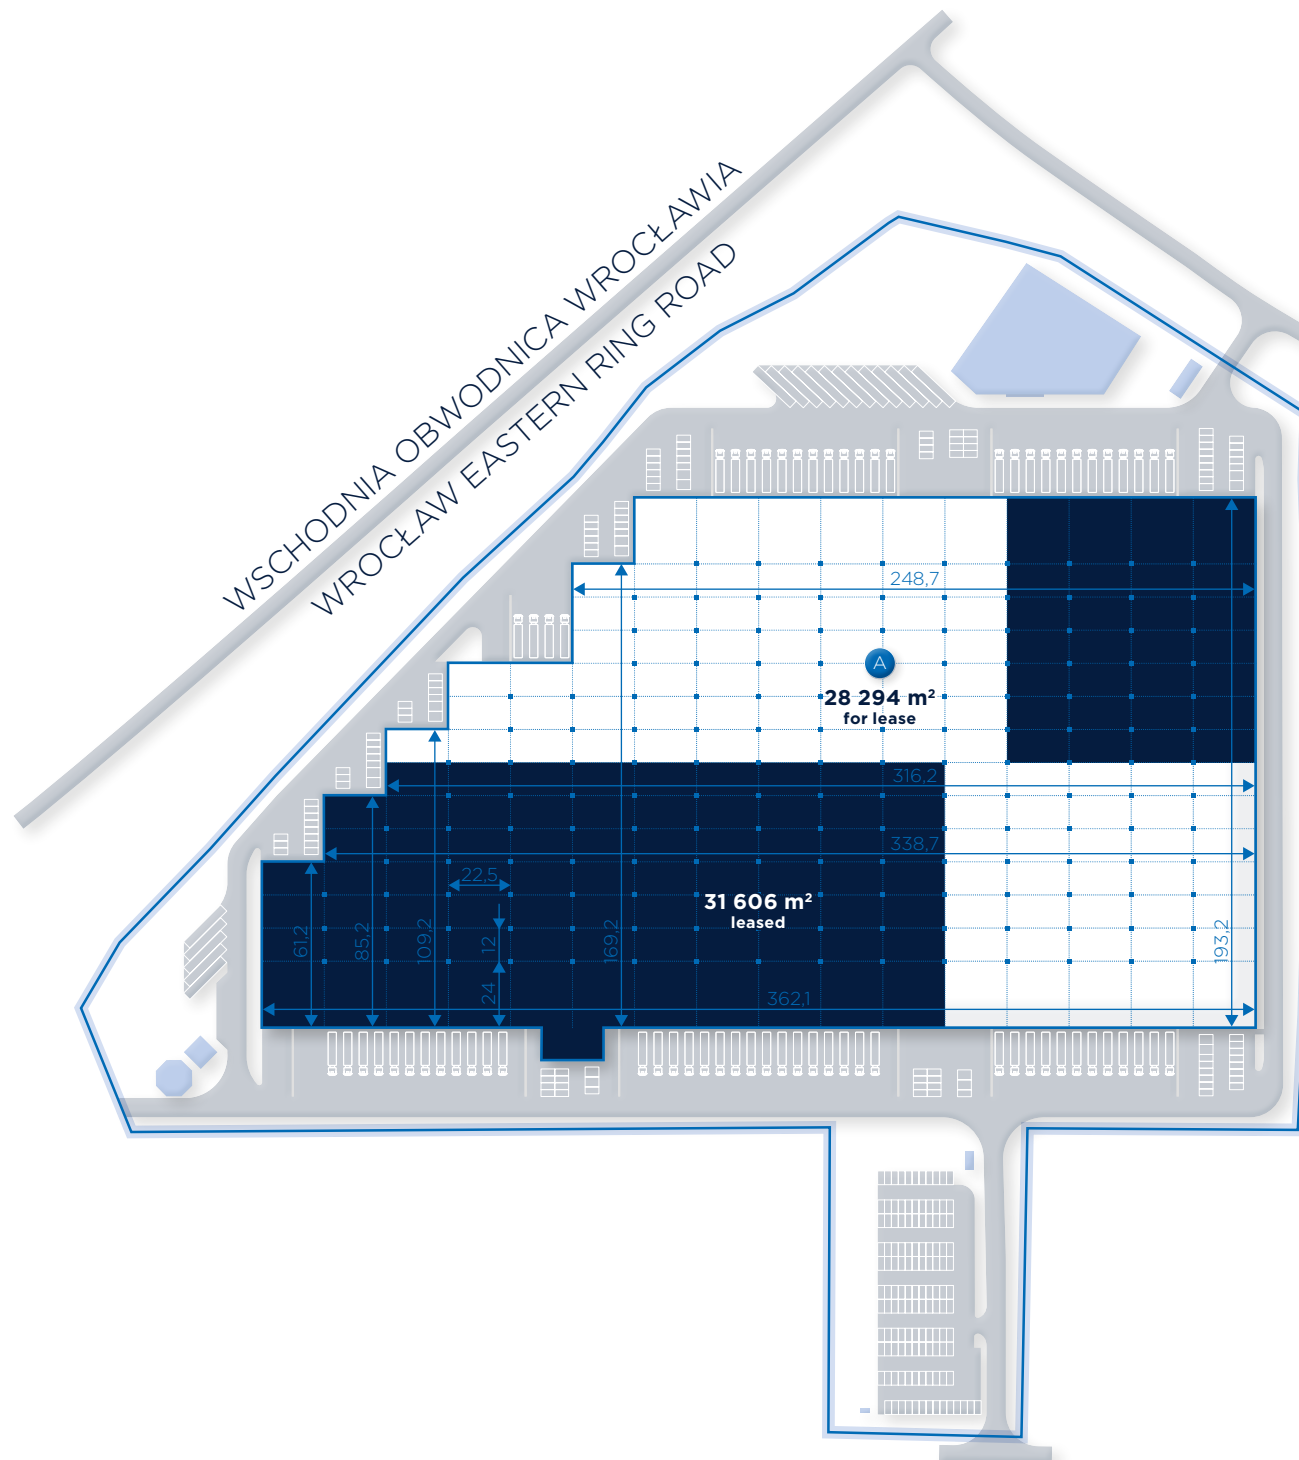 WSCHODNIA OBWODNICA WROCŁAWIA
WROCŁAW EASTERN RING ROAD
248,7
A
28 294 m²
for lease
316,2
338,7
22,5
31 606 m²
leased
61,2
85,2
109,2
12
24
169,2
193,2
362,1